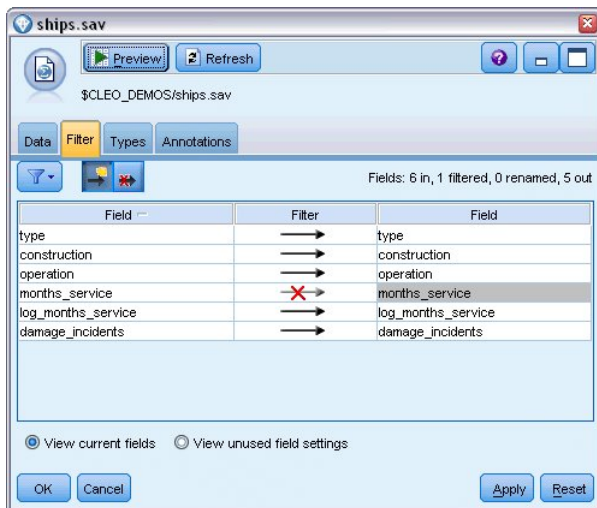 ships.sav
Preview
Refresh
$CLEO_DEMOS/ships.sav
Data Filter Types Annotations
Fields: 6 in, 1 filtered, 0 renamed, 5 out
Field Filter Field
type type
construction construction
operation operation
months_service months_service
log_months_service log_months_service
damage_incidents damage_incidents
View current fields View unused field settings
OK Cancel Apply Reset